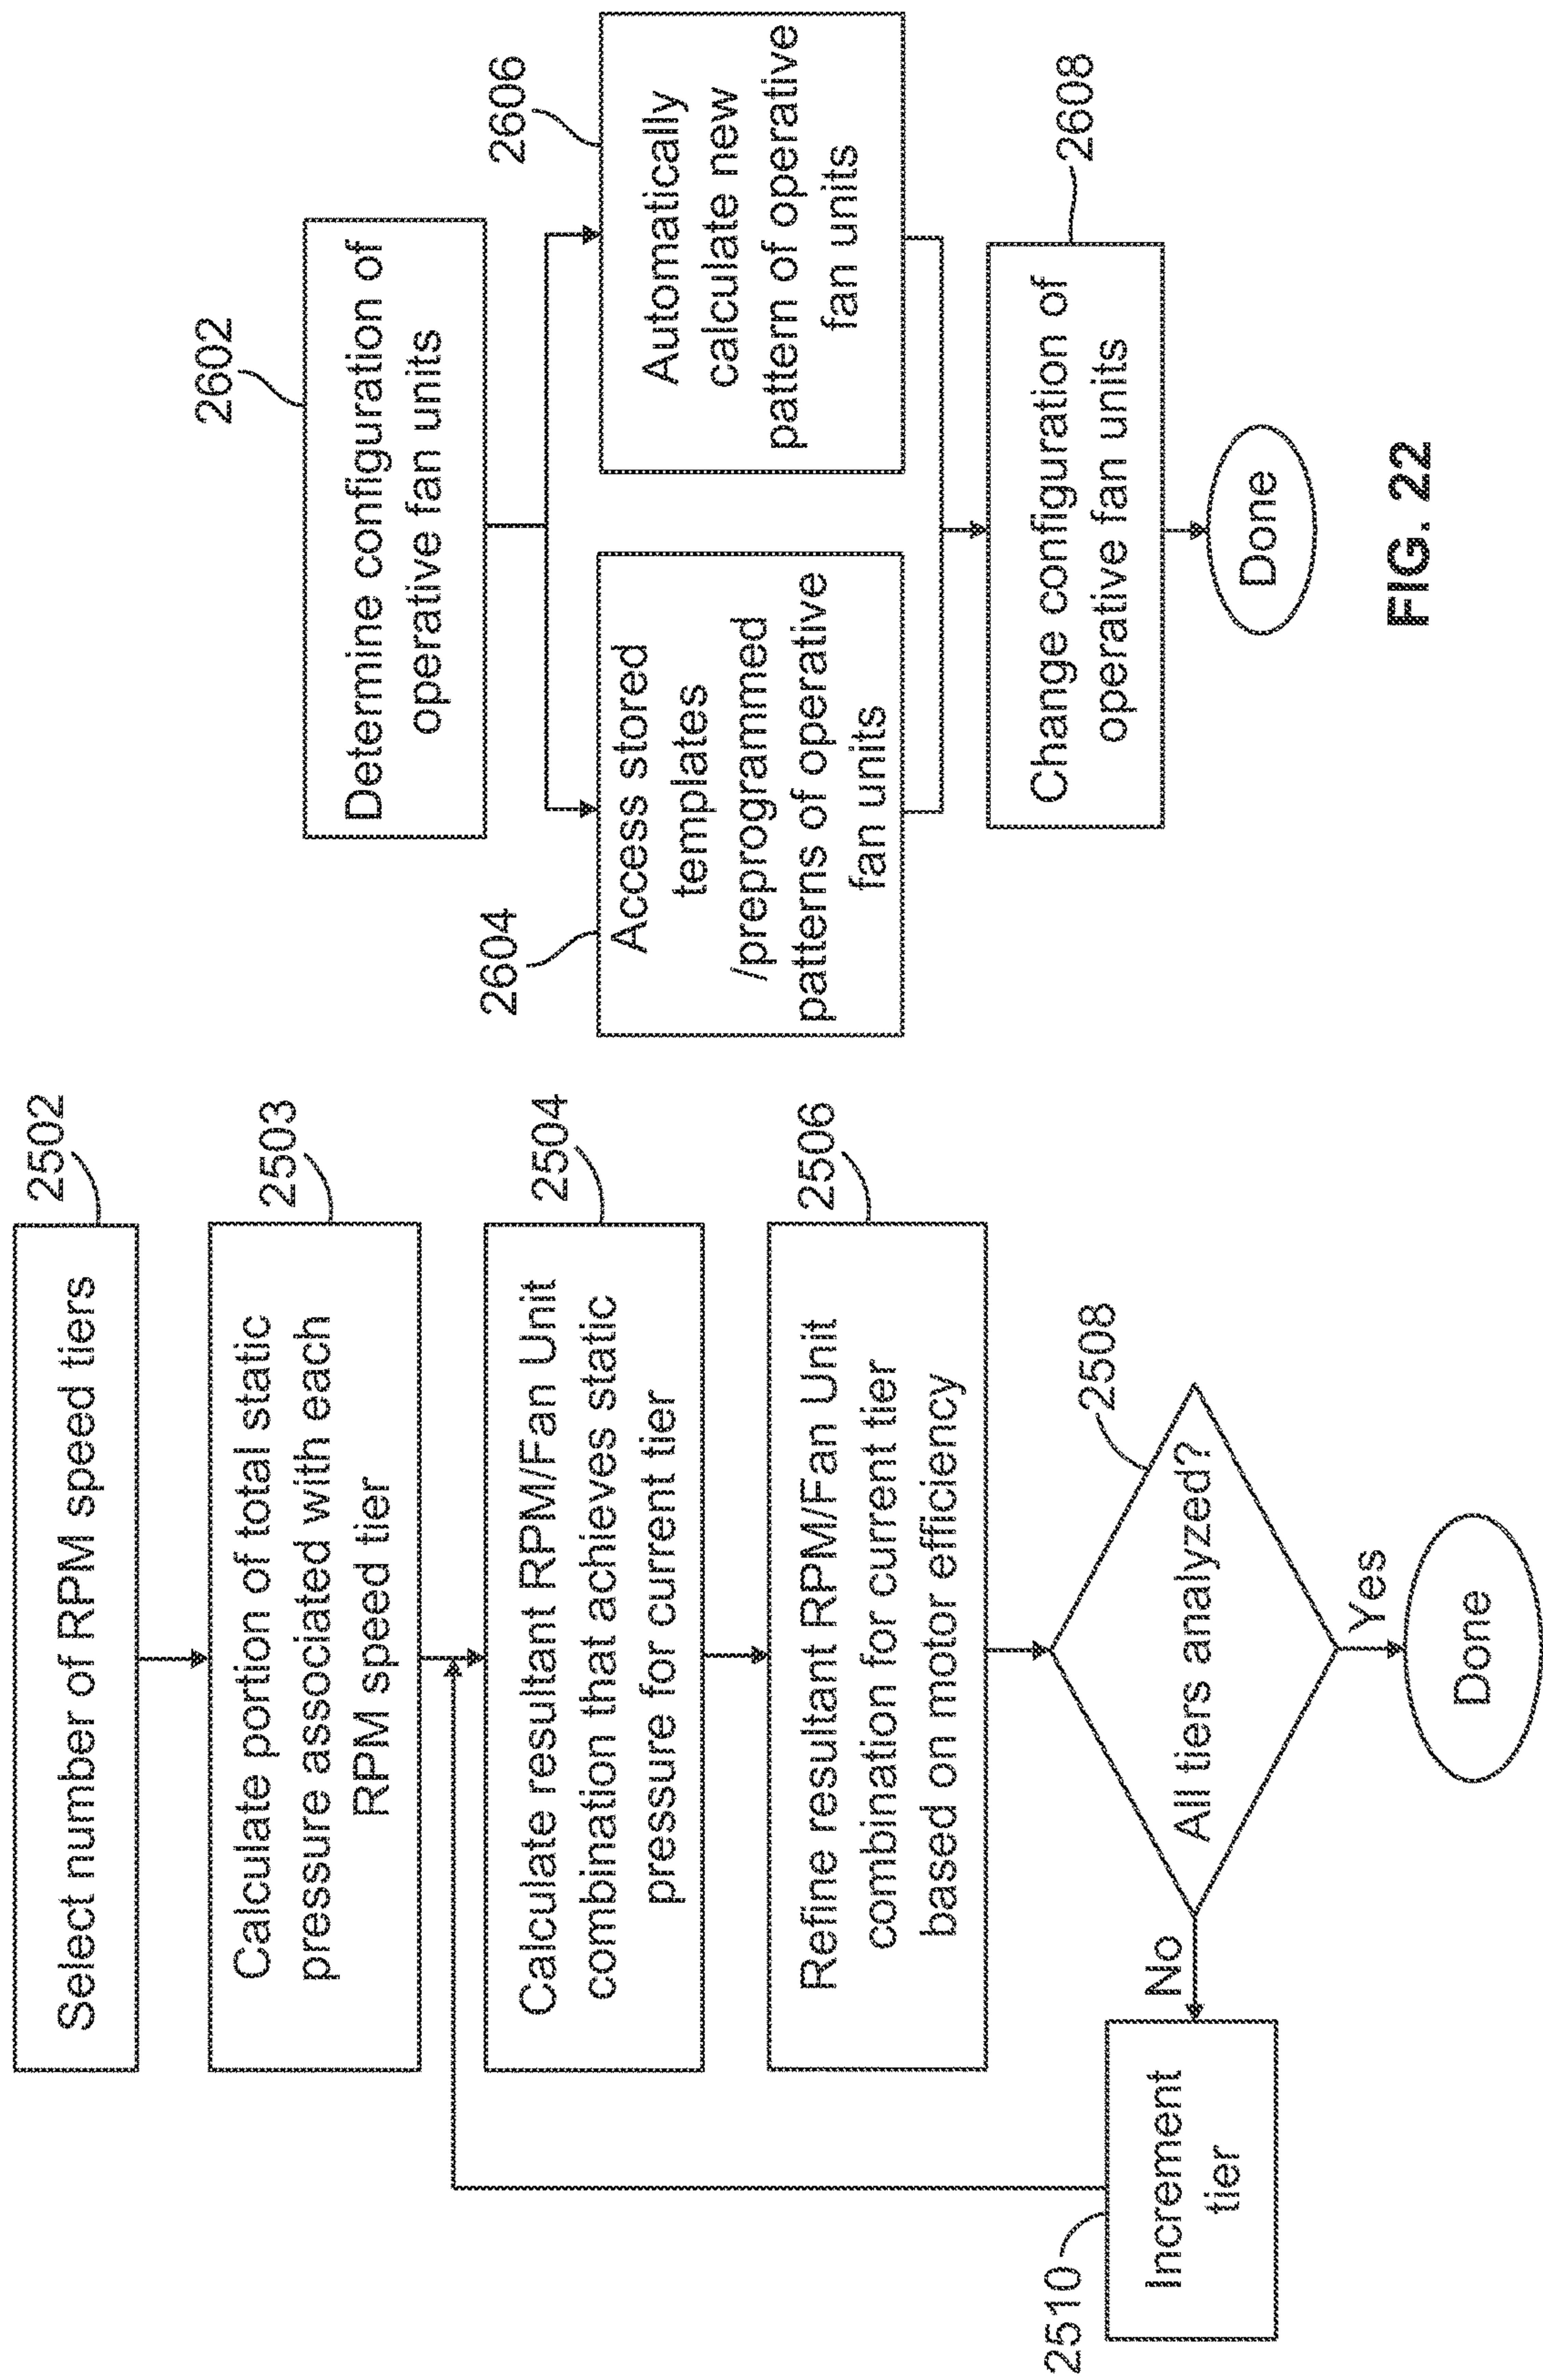 2502
Select number of RPM speed tiers
2503
Calculate portion of total static
pressure associated with each
RPM speed tier
2504
Calculate resultant RPM/Fan Unit
combination that achieves static
pressure for current tier
2506
Refine resultant RPM/Fan Unit
combination for current tier
based on motor efficiency
2508
All tiers analyzed?
No
Yes
2510
Increment
tier
Done
2602
Determine configuration of
operative fan units
2604
Access stored
templates
/preprogrammed
patterns of operative
fan units
2606
Automatically
calculate new
pattern of operative
fan units
2608
Change configuration of
operative fan units
Done
FIG. 22